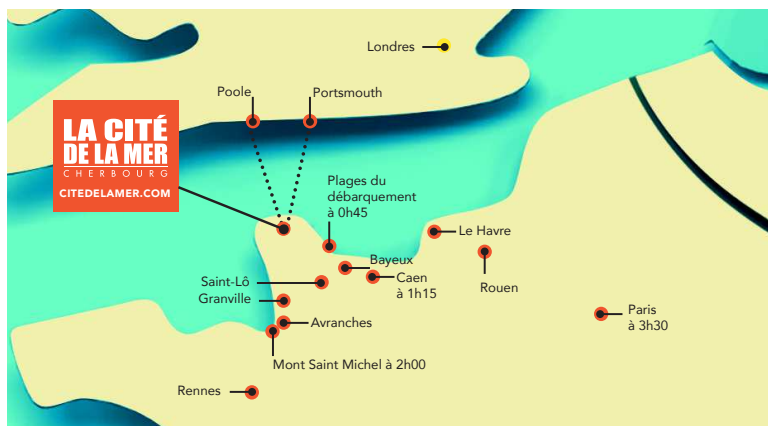 Londres
Poole
Portsmouth
LA CITÉ
DE LA MER
CHERBOURG
CITEDELAMER.COM
Plages du
débarquement
à 0h45
Le Havre
Bayeux
Saint-Lô
Caen
à 1h15
Rouen
Granville
Paris
à 3h30
Avranches
Mont Saint Michel à 2h00
Rennes